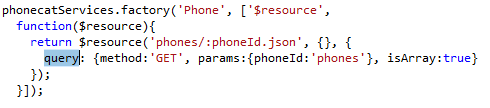 phonecatServices.factory('Phone', ['$resource',
  function($resource){
    return $resource('phones/:phoneId.json', {}, {
      query: {method:'GET', params:{phoneId:'phones'}, isArray:true}
    });
  }]);